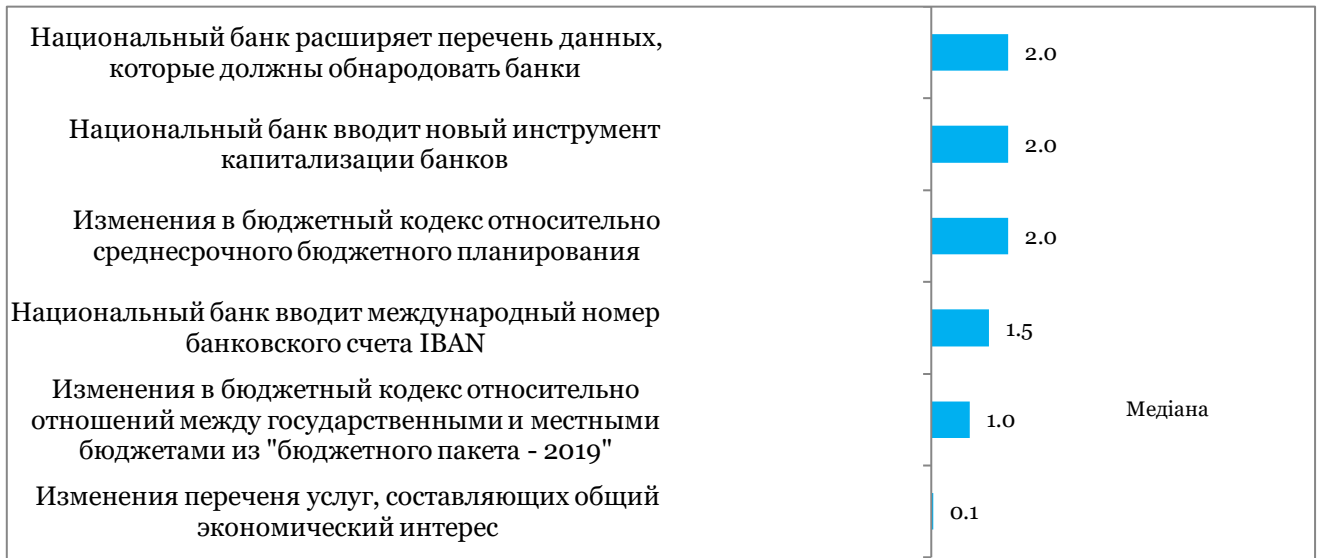 Национальный банк расширяет перечень данных,
которые должны обнародовать банки
2.0
Национальный банк вводит новый инструмент
капитализации банков
2.0
Изменения в бюджетный кодекс относительно
среднесрочного бюджетного планирования
2.0
Национальный банк вводит международный номер
банковского счета IBAN
1.5
Изменения в бюджетный кодекс относительно
отношений между государственными и местными
бюджетами из "бюджетного пакета - 2019"
1.0
Медіана
Изменения переченя услуг, составляющих общий
экономический интерес
0.1